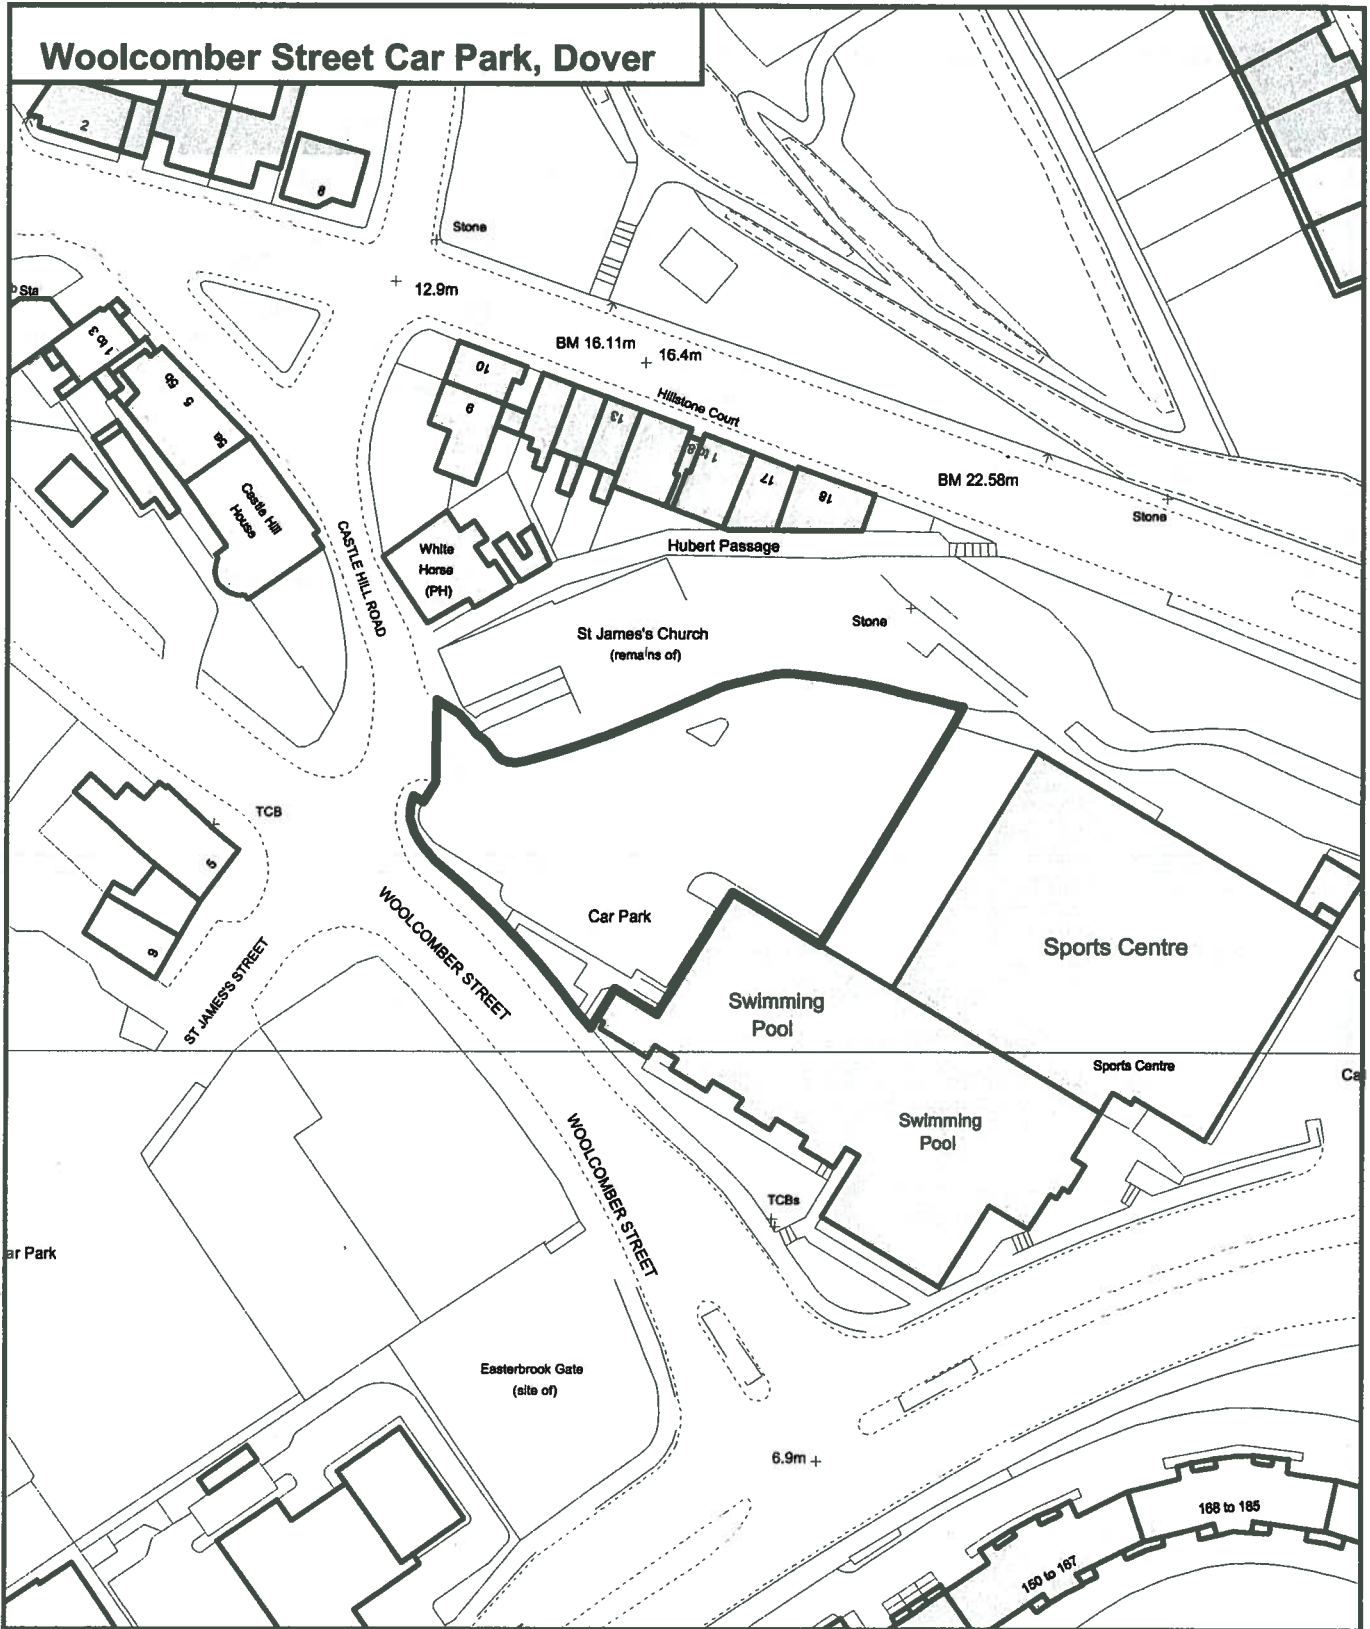 Woolcomber Street Car Park, Dover
2
8
Stone
Sta
12.9m
BM 16.11m
16.4m
1 to 3
5b
5
5a
10
9
13
Hillstone Court
17
18
BM 22.58m
Stone
Castle Hill
House
CASTLE HILL ROAD
White
Horse
(PH)
Hubert Passage
St James's Church
(remains of)
Stone
TCB
5
9
Car Park
WOOLCOMBER STREET
ST JAMES'S STREET
Sports Centre
Swimming
Pool
Sports Centre
Swimming
Pool
WOOLCOMBER STREET
TCBs
ar Park
Easterbrook Gate
(site of)
6.9m
168 to 185
150 to 167